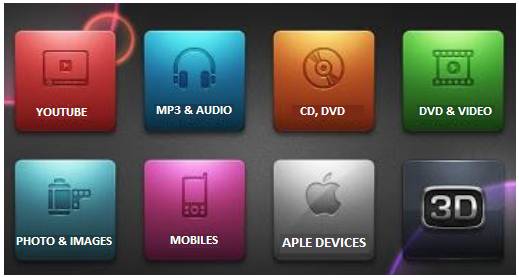 YOUTUBE
MP3 & AUDIO
CD, DVD
DVD & VIDEO
PHOTO & IMAGES
MOBILES
APLE DEVICES
3D